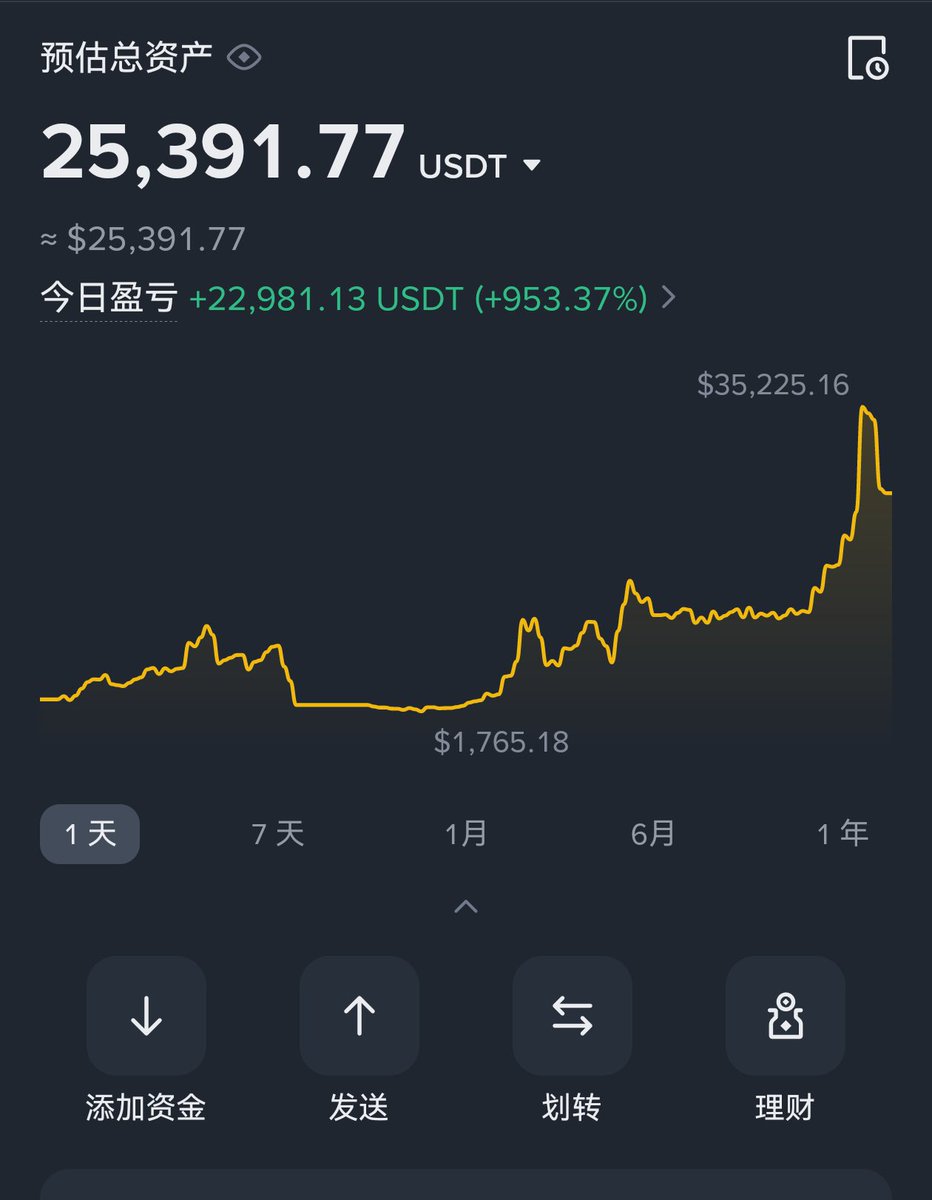 预估总资产
25,391.77 USDT
≈ $25,391.77
今日盈亏 +22,981.13 USDT (+953.37%)
$35,225.16
$1,765.18
1 天 7 天 1月 6月 1 年
添加资金 发送 划转 理财